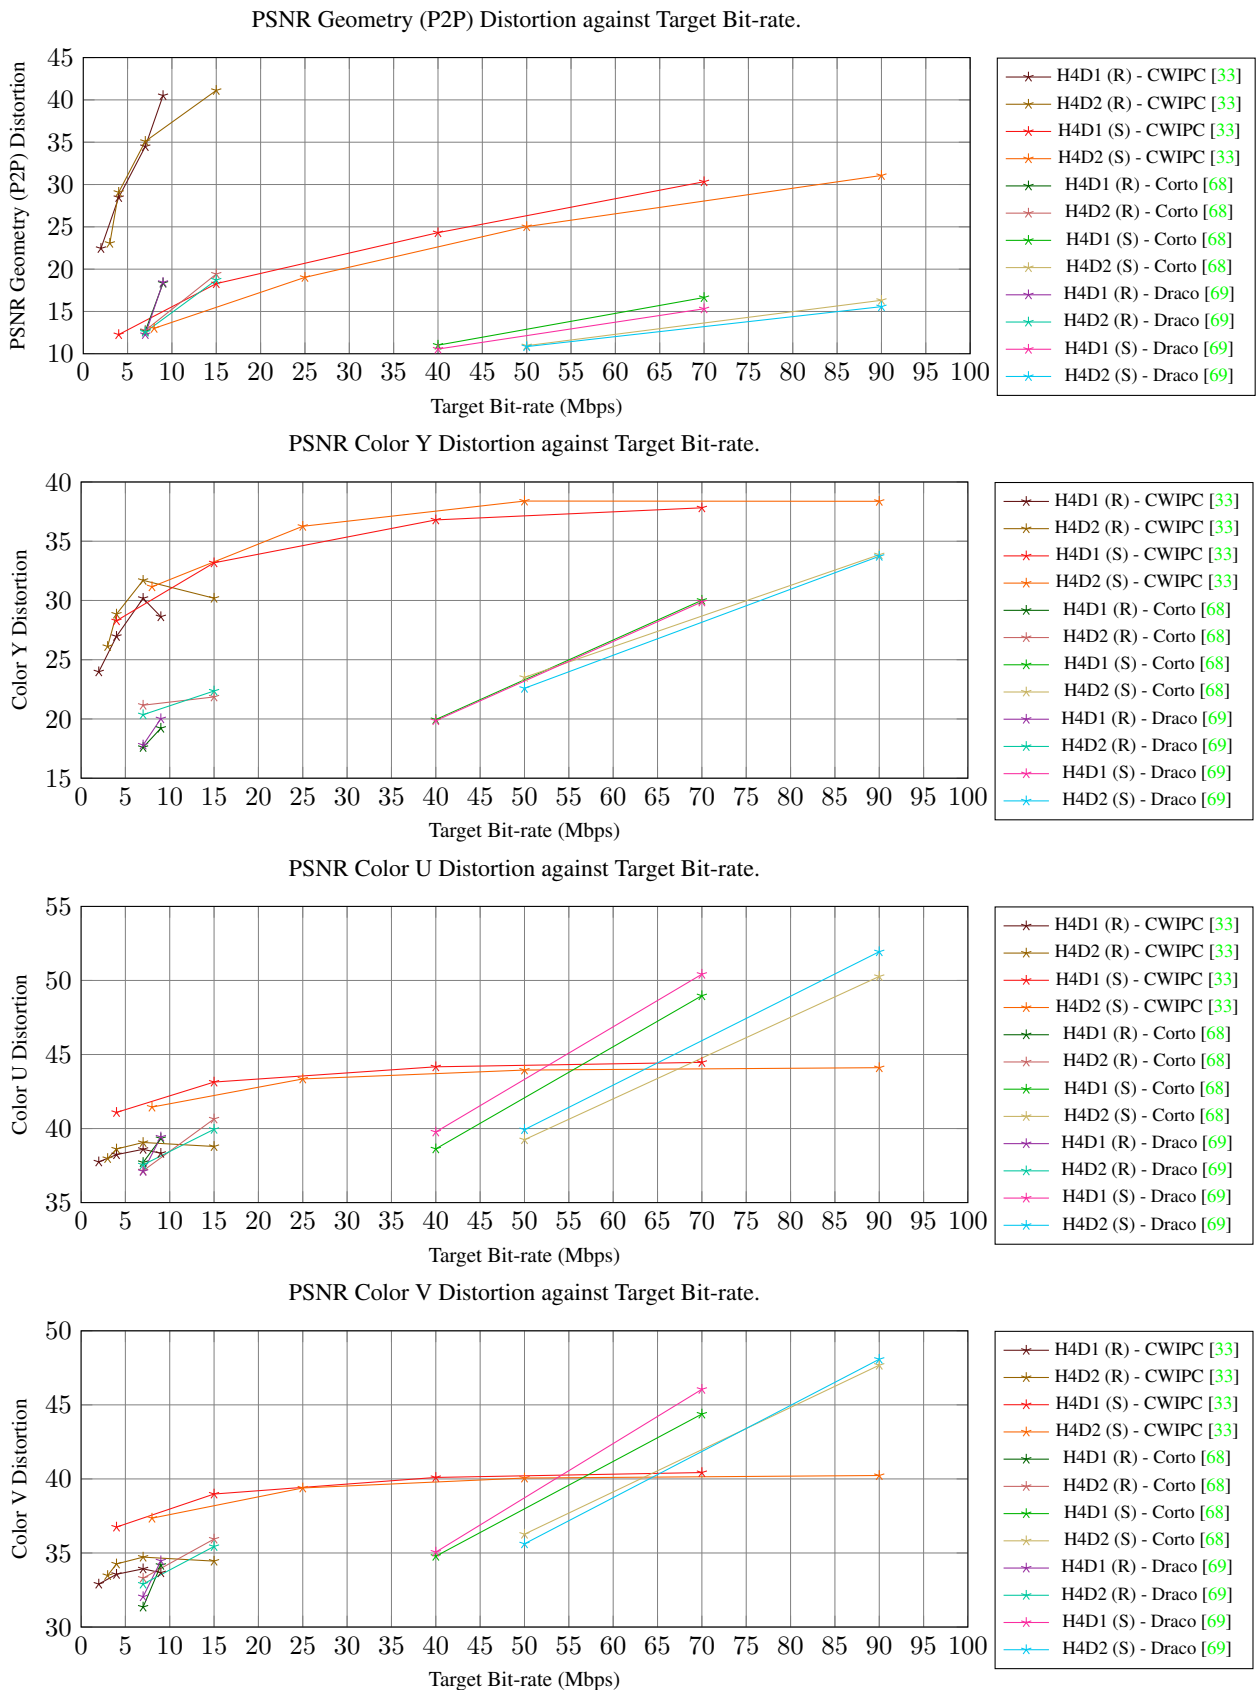 PSNR Geometry (P2P) Distortion against Target Bit-rate.
PSNR Geometry (P2P) Distortion
45
40
35
30
25
20
15
10
0 5 10 15 20 25 30 35 40 45 50 55 60 65 70 75 80 85 90 95 100
Target Bit-rate (Mbps)
H4D1 (R) - CWIPC [33]
H4D2 (R) - CWIPC [33]
H4D1 (S) - CWIPC [33]
H4D2 (S) - CWIPC [33]
H4D1 (R) - Corto [68]
H4D2 (R) - Corto [68]
H4D1 (S) - Corto [68]
H4D2 (S) - Corto [68]
H4D1 (R) - Draco [69]
H4D2 (R) - Draco [69]
H4D1 (S) - Draco [69]
H4D2 (S) - Draco [69]
PSNR Color Y Distortion against Target Bit-rate.
Color Y Distortion
40
35
30
25
20
15
0 5 10 15 20 25 30 35 40 45 50 55 60 65 70 75 80 85 90 95 100
Target Bit-rate (Mbps)
H4D1 (R) - CWIPC [33]
H4D2 (R) - CWIPC [33]
H4D1 (S) - CWIPC [33]
H4D2 (S) - CWIPC [33]
H4D1 (R) - Corto [68]
H4D2 (R) - Corto [68]
H4D1 (S) - Corto [68]
H4D2 (S) - Corto [68]
H4D1 (R) - Draco [69]
H4D2 (R) - Draco [69]
H4D1 (S) - Draco [69]
H4D2 (S) - Draco [69]
PSNR Color U Distortion against Target Bit-rate.
Color U Distortion
55
50
45
40
35
0 5 10 15 20 25 30 35 40 45 50 55 60 65 70 75 80 85 90 95 100
Target Bit-rate (Mbps)
H4D1 (R) - CWIPC [33]
H4D2 (R) - CWIPC [33]
H4D1 (S) - CWIPC [33]
H4D2 (S) - CWIPC [33]
H4D1 (R) - Corto [68]
H4D2 (R) - Corto [68]
H4D1 (S) - Corto [68]
H4D2 (S) - Corto [68]
H4D1 (R) - Draco [69]
H4D2 (R) - Draco [69]
H4D1 (S) - Draco [69]
H4D2 (S) - Draco [69]
PSNR Color V Distortion against Target Bit-rate.
Color V Distortion
50
45
40
35
30
0 5 10 15 20 25 30 35 40 45 50 55 60 65 70 75 80 85 90 95 100
Target Bit-rate (Mbps)
H4D1 (R) - CWIPC [33]
H4D2 (R) - CWIPC [33]
H4D1 (S) - CWIPC [33]
H4D2 (S) - CWIPC [33]
H4D1 (R) - Corto [68]
H4D2 (R) - Corto [68]
H4D1 (S) - Corto [68]
H4D2 (S) - Corto [68]
H4D1 (R) - Draco [69]
H4D2 (R) - Draco [69]
H4D1 (S) - Draco [69]
H4D2 (S) - Draco [69]